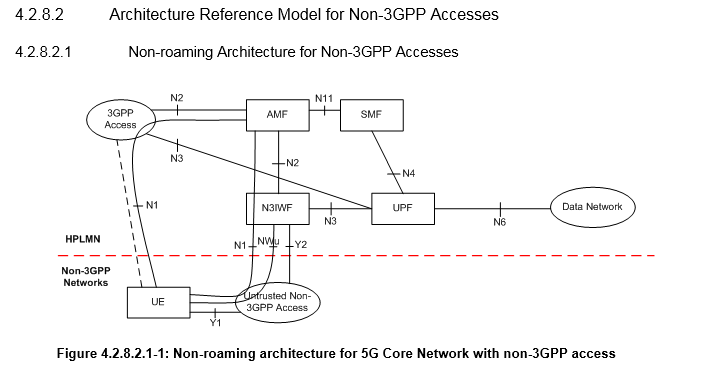 4.2.8.2 Architecture Reference Model for Non-3GPP Accesses
4.2.8.2.1 Non-roaming Architecture for Non-3GPP Accesses
N2
N11
3GPP
Access
AMF
SMF
N3
N2
N4
N1
N3IWF
UPF
Data Network
N3
N6
HPLMN
N1
NWu
Y2
Non-3GPP
Networks
UE
Untrusted Non-
3GPP Access
Y1
Figure 4.2.8.2.1-1: Non-roaming architecture for 5G Core Network with non-3GPP access